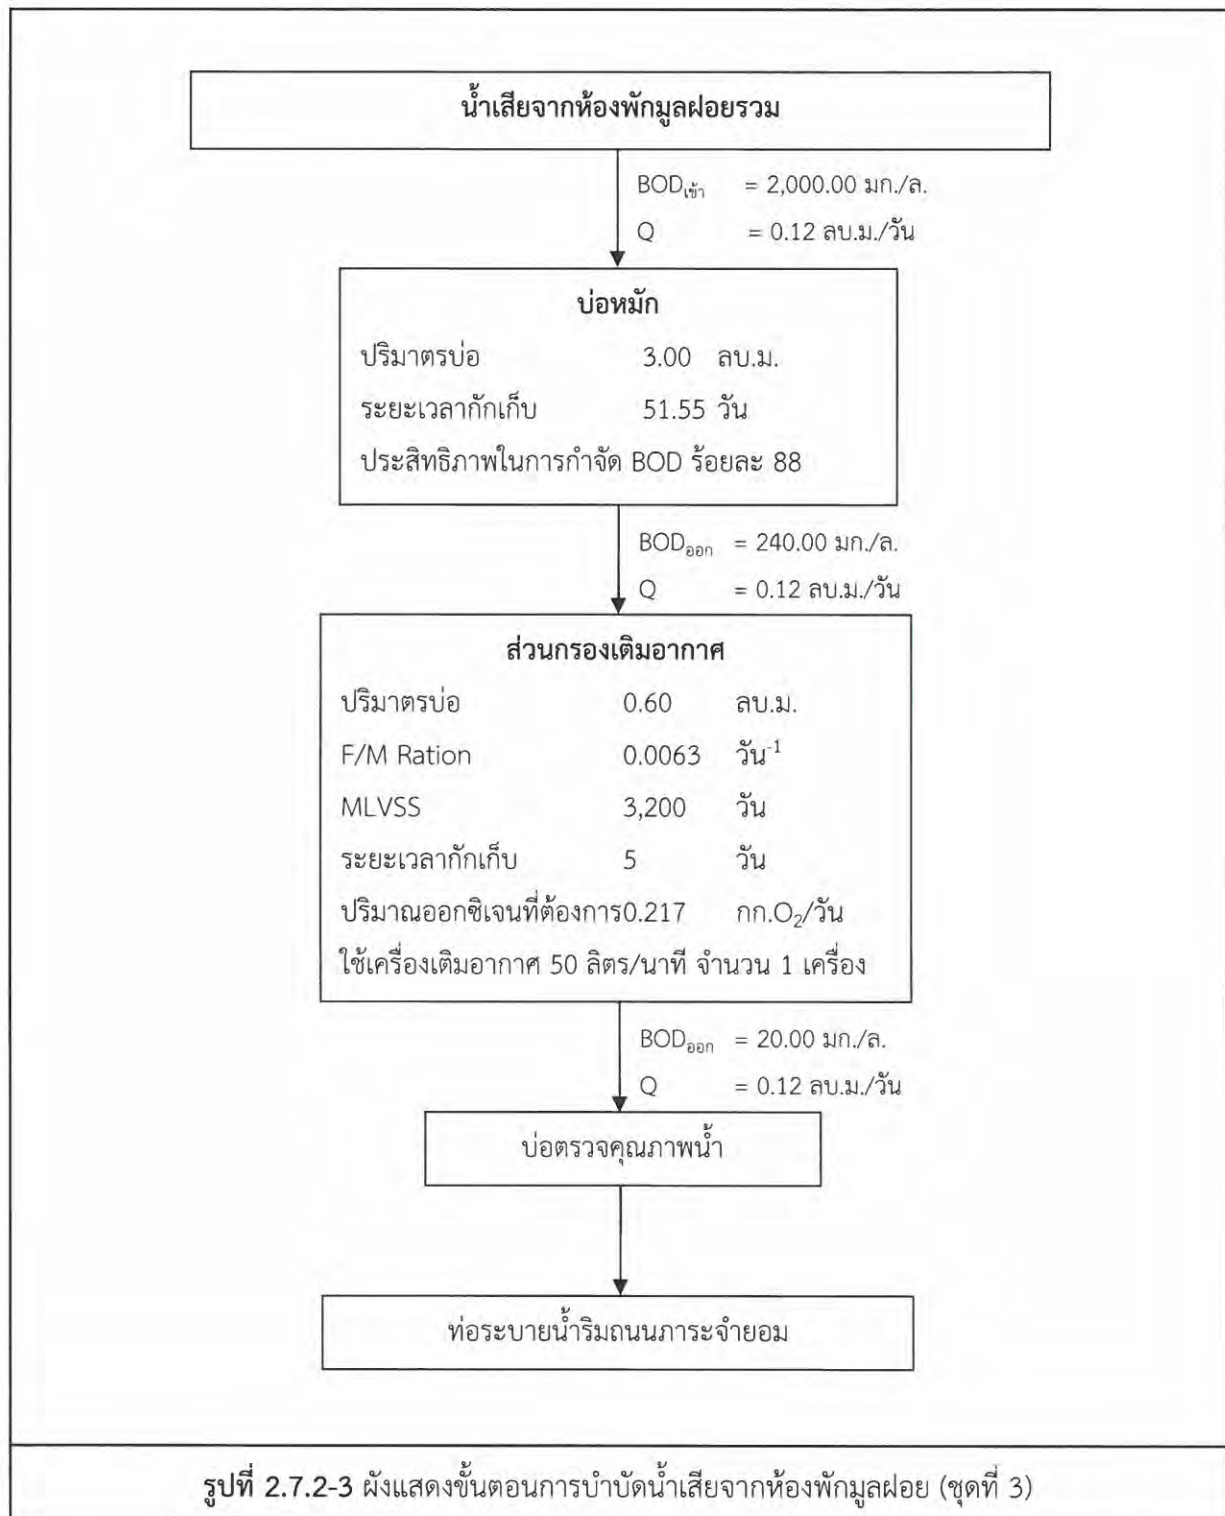 น้ำเสียจากห้องพักมูลฝอยรวม
BODเข้า = 2,000.00 มก./ล.
Q = 0.12 ลบ.ม./วัน
บ่อหมัก
ปริมาตรบ่อ 3.00 ลบ.ม.
ระยะเวลากักเก็บ 51.55 วัน
ประสิทธิภาพในการกำจัด BOD ร้อยละ 88
BODออก = 240.00 มก./ล.
Q = 0.12 ลบ.ม./วัน
ส่วนกรองเติมอากาศ
ปริมาตรบ่อ 0.60 ลบ.ม.
F/M Ration 0.0063 วัน⁻¹
MLVSS 3,200 วัน
ระยะเวลากักเก็บ 5 วัน
ปริมาณออกซิเจนที่ต้องการ0.217 กก.O₂/วัน
ใช้เครื่องเติมอากาศ 50 ลิตร/นาที จำนวน 1 เครื่อง
BODออก = 20.00 มก./ล.
Q = 0.12 ลบ.ม./วัน
บ่อตรวจคุณภาพน้ำ
ท่อระบายน้ำริมถนนภาระจำยอม
รูปที่ 2.7.2-3 ผังแสดงขั้นตอนการบำบัดน้ำเสียจากห้องพักมูลฝอย (ชุดที่ 3)